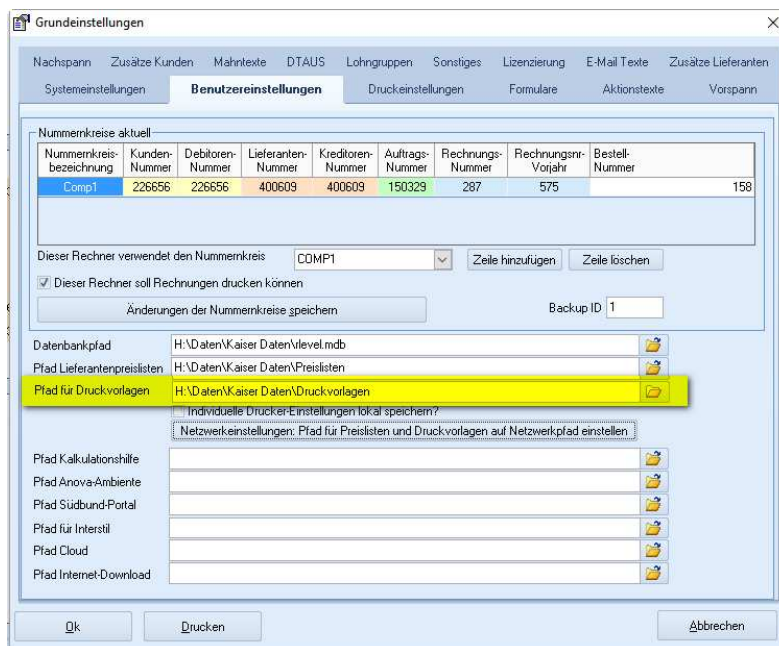 Grundeinstellungen
Nachspann Zusätze Kunden Mahntexte DTAUS Lohngruppen Sonstiges Lizenzierung E-Mail Texte Zusätze Lieferanten
Systemeinstellungen Benutzereinstellungen Druckeinstellungen Formulare Aktionstexte Vorspann
Nummernkreise aktuell
Nummernkreis- Kunden- Debitoren- Lieferanten- Kreditoren- Auftrags- Rechnungs- Rechnungsnr- Bestell-
bezeichnung Nummer Nummer Nummer Nummer Nummer Nummer Vorjahr Nummer
Comp1 226656 226656 400609 400609 150329 287 575 158
Dieser Rechner verwendet den Nummernkreis COMP1 Zeile hinzufügen Zeile löschen
Dieser Rechner soll Rechnungen drucken können
Änderungen der Nummernkreise speichern Backup ID 1
Datenbankpfad H:\Daten\Kaiser Daten\rlevel.mdb
Pfad Lieferantenpreislisten H:\Daten\Kaiser Daten\Preislisten
Pfad für Druckvorlagen H:\Daten\Kaiser Daten\Druckvorlagen
Individuelle Drucker-Einstellungen lokal speichern?
Netzwerkeinstellungen: Pfad für Preislisten und Druckvorlagen auf Netzwerkpfad einstellen
Pfad Kalkulationshilfe
Pfad Anova-Ambiente
Pfad Südbund-Portal
Pfad für Interstil
Pfad Cloud
Pfad Internet-Download
Ok Drucken Abbrechen